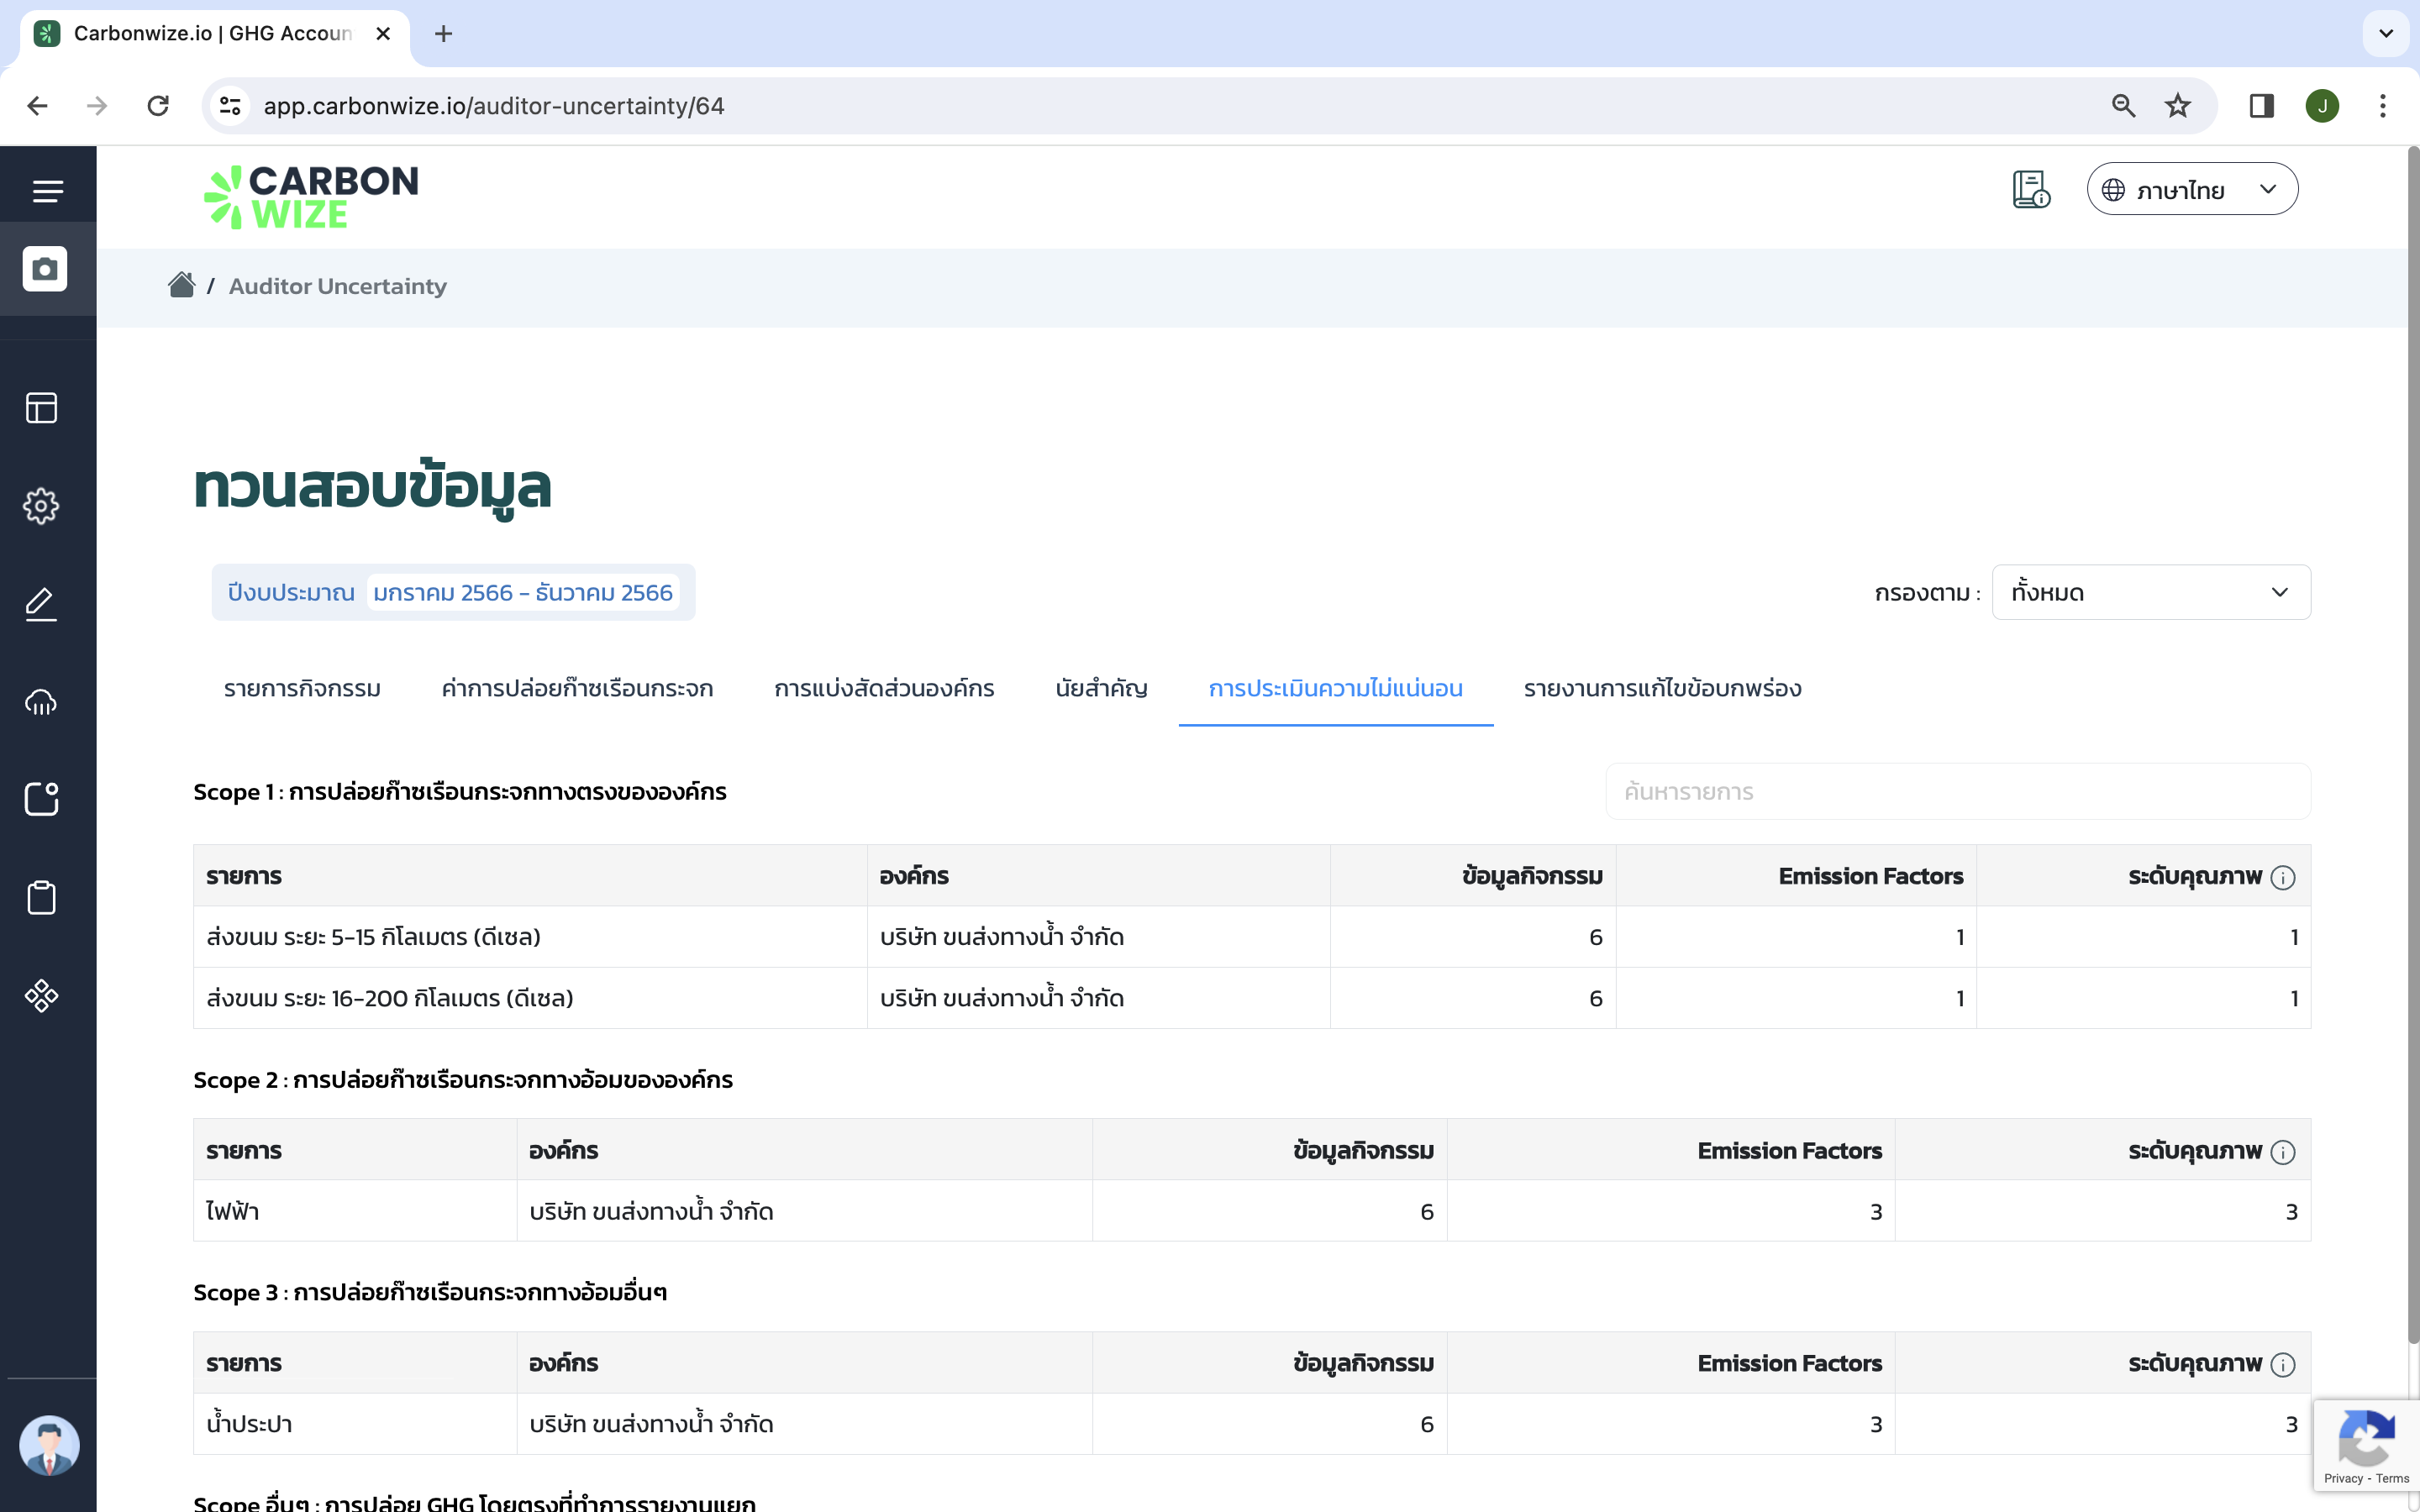 Carbonwize.io | GHG Accoun
app.carbonwize.io/auditor-uncertainty/64
J
CARBON
WIZE
ภาษาไทย
/ Auditor Uncertainty
ทวนสอบข้อมูล
ปีงบประมาณ มกราคม 2566 - ธันวาคม 2566
กรองตาม : ทั้งหมด
รายการกิจกรรม ค่าการปล่อยก๊าซเรือนกระจก การแบ่งสัดส่วนองค์กร นัยสำคัญ การประเมินความไม่แน่นอน รายงานการแก้ไขข้อบกพร่อง
Scope 1 : การปล่อยก๊าซเรือนกระจกทางตรงขององค์กร
ค้นหารายการ
รายการ องค์กร ข้อมูลกิจกรรม Emission Factors ระดับคุณภาพ
ส่งขนม ระยะ 5-15 กิโลเมตร (ดีเซล) บริษัท ขนส่งทางน้ำ จำกัด 6 1 1
ส่งขนม ระยะ 16-200 กิโลเมตร (ดีเซล) บริษัท ขนส่งทางน้ำ จำกัด 6 1 1
Scope 2 : การปล่อยก๊าซเรือนกระจกทางอ้อมขององค์กร
รายการ องค์กร ข้อมูลกิจกรรม Emission Factors ระดับคุณภาพ
ไฟฟ้า บริษัท ขนส่งทางน้ำ จำกัด 6 3 3
Scope 3 : การปล่อยก๊าซเรือนกระจกทางอ้อมอื่นๆ
รายการ องค์กร ข้อมูลกิจกรรม Emission Factors ระดับคุณภาพ
น้ำประปา บริษัท ขนส่งทางน้ำ จำกัด 6 3 3
Privacy - Terms
Scope อื่นๆ : การปล่อย GHG โดยตรงที่ทำการรายงานแยก